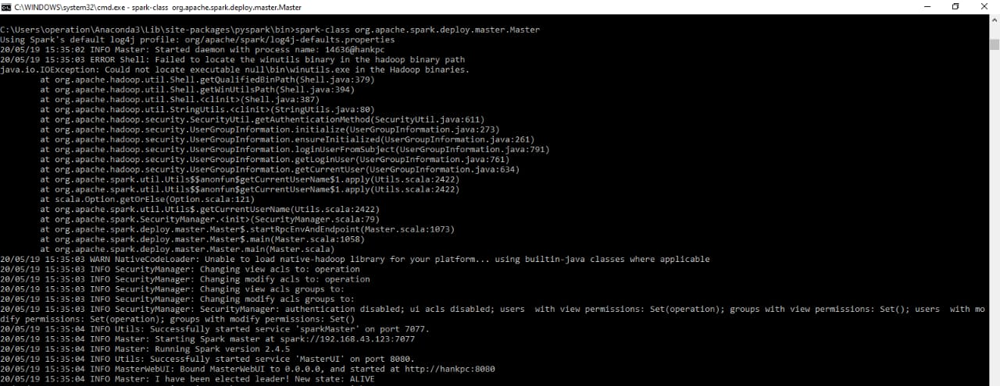 C:\WINDOWS\system32\cmd.exe - spark-class  org.apache.spark.deploy.master.Master
C:\Users\operation\Anaconda3\Lib\site-packages\pyspark\bin>spark-class org.apache.spark.deploy.master.Master
Using Spark's default log4j profile: org/apache/spark/log4j-defaults.properties
20/05/19 15:35:02 INFO Master: Started daemon with process name: 14636@hankpc
20/05/19 15:35:03 ERROR Shell: Failed to locate the winutils binary in the hadoop binary path
java.io.IOException: Could not locate executable null\bin\winutils.exe in the Hadoop binaries.
        at org.apache.hadoop.util.Shell.getQualifiedBinPath(Shell.java:379)
        at org.apache.hadoop.util.Shell.getWinUtilsPath(Shell.java:394)
        at org.apache.hadoop.util.Shell.<clinit>(Shell.java:387)
        at org.apache.hadoop.util.StringUtils.<clinit>(StringUtils.java:80)
        at org.apache.hadoop.security.SecurityUtil.getAuthenticationMethod(SecurityUtil.java:611)
        at org.apache.hadoop.security.UserGroupInformation.initialize(UserGroupInformation.java:273)
        at org.apache.hadoop.security.UserGroupInformation.ensureInitialized(UserGroupInformation.java:261)
        at org.apache.hadoop.security.UserGroupInformation.loginUserFromSubject(UserGroupInformation.java:791)
        at org.apache.hadoop.security.UserGroupInformation.getLoginUser(UserGroupInformation.java:761)
        at org.apache.hadoop.security.UserGroupInformation.getCurrentUser(UserGroupInformation.java:634)
        at org.apache.spark.util.Utils$$anonfun$getCurrentUserName$1.apply(Utils.scala:2422)
        at org.apache.spark.util.Utils$$anonfun$getCurrentUserName$1.apply(Utils.scala:2422)
        at scala.Option.getOrElse(Option.scala:121)
        at org.apache.spark.util.Utils$.getCurrentUserName(Utils.scala:2422)
        at org.apache.spark.SecurityManager.<init>(SecurityManager.scala:79)
        at org.apache.spark.deploy.master.Master$.startRpcEnvAndEndpoint(Master.scala:1073)
        at org.apache.spark.deploy.master.Master$.main(Master.scala:1058)
        at org.apache.spark.deploy.master.Master.main(Master.scala)
20/05/19 15:35:03 WARN NativeCodeLoader: Unable to load native-hadoop library for your platform... using builtin-java classes where applicable
20/05/19 15:35:03 INFO SecurityManager: Changing view acls to: operation
20/05/19 15:35:03 INFO SecurityManager: Changing modify acls to: operation
20/05/19 15:35:03 INFO SecurityManager: Changing view acls groups to:
20/05/19 15:35:03 INFO SecurityManager: Changing modify acls groups to:
20/05/19 15:35:03 INFO SecurityManager: SecurityManager: authentication disabled; ui acls disabled; users  with view permissions: Set(operation); groups with view permissions: Set(); users  with mo
dify permissions: Set(operation); groups with modify permissions: Set()
20/05/19 15:35:04 INFO Utils: Successfully started service 'sparkMaster' on port 7077.
20/05/19 15:35:04 INFO Master: Starting Spark master at spark://192.168.43.123:7077
20/05/19 15:35:04 INFO Master: Running Spark version 2.4.5
20/05/19 15:35:04 INFO Utils: Successfully started service 'MasterUI' on port 8080.
20/05/19 15:35:04 INFO MasterWebUI: Bound MasterWebUI to 0.0.0.0, and started at http://hankpc:8080
20/05/19 15:35:04 INFO Master: I have been elected leader! New state: ALIVE